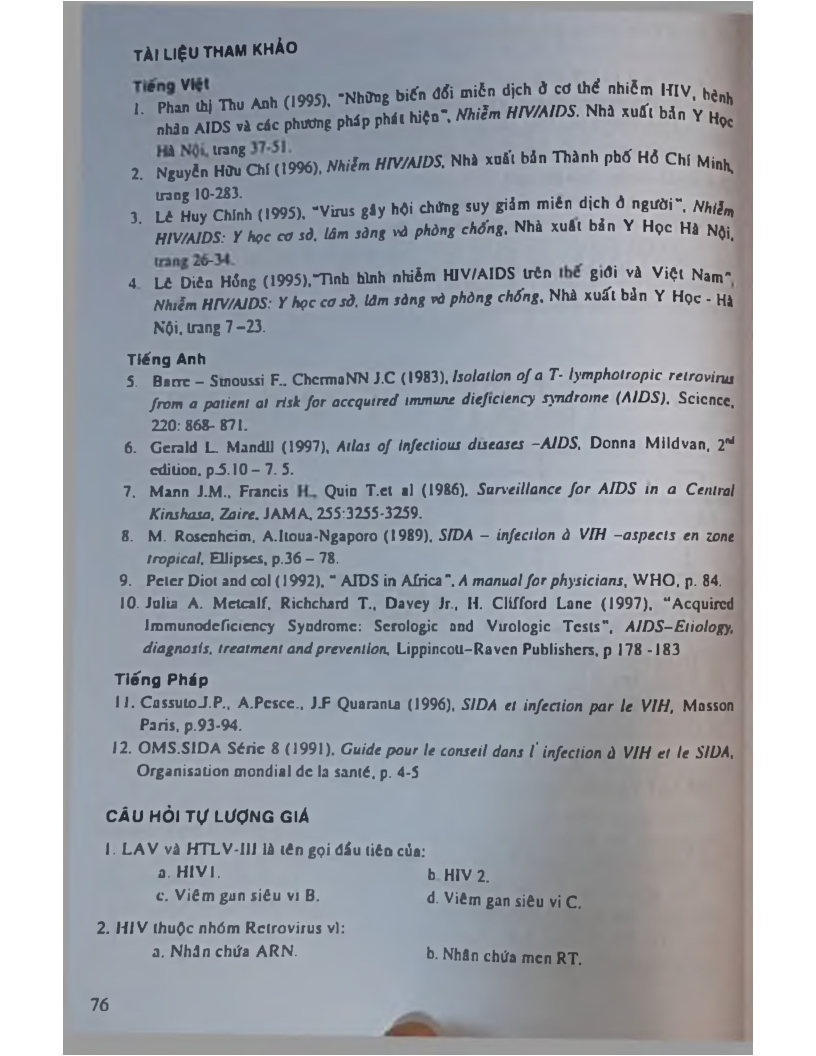 TÀI LIỆU THAM KHẢO
Tiếng Việt
1. Phan thị Thu Anh (1995), "Những biến đổi miễn dịch ở cơ thể nhiễm HIV, bệnh
nhân AIDS và các phương pháp phát hiện", Nhiễm HIV/AIDS. Nhà xuất bản Y Học
Hà Nội, trang 37-51.
2. Nguyễn Hữu Chí (1996), Nhiễm HIV/AIDS, Nhà xuất bản Thành phố Hồ Chí Minh,
trang 10-283.
3. Lê Huy Chính (1995), "Virus gây hội chứng suy giảm miễn dịch ở người", Nhiễm
HIV/AIDS: Y học cơ sở, lâm sàng và phòng chống, Nhà xuất bản Y Học Hà Nội,
trang 26-34.
4. Lê Diên Hồng (1995),"Tình hình nhiễm HIV/AIDS trên thế giới và Việt Nam",
Nhiễm HIV/AIDS: Y học cơ sở, lâm sàng và phòng chống, Nhà xuất bản Y Học - Hà
Nội, trang 7 –23.
Tiếng Anh
5. Barre – Sinoussi F., ChermaNN J.C (1983), Isolation of a T- lymphotropic retrovirus
from a patient at risk for accquired immune dieficiency syndrome (AIDS), Science,
220: 868- 871.
6. Gerald L. Mandll (1997), Atlas of infectious diseases –AIDS, Donna Mildvan, 2nd
edition, p.5.10 – 7. 5.
7. Mann J.M., Francis H., Quin T.et al (1986), Surveillance for AIDS in a Central
Kinshasa, Zaire, JAMA, 255:3255-3259.
8. M. Rosenheim, A.Itoua-Ngaporo (1989), SIDA – infection à VIH –aspects en zone
tropical, Ellipses, p.36 – 78.
9. Peter Diot and col (1992), " AIDS in Africa", A manual for physicians, WHO, p. 84.
10. Julia A. Metcalf, Richchard T., Davey Jr., H. Clifford Lane (1997), "Acquired
Immunodeficiency Syndrome: Serologic and Virologic Tests", AIDS–Etiology,
diagnosis, treatment and prevention, Lippincott–Raven Publishers, p 178 -183
Tiếng Pháp
11. Cassuto.J.P., A.Pesce., J.F Quaranta (1996), SIDA et infection par le VIH, Masson
Paris, p.93-94.
12. OMS.SIDA Série 8 (1991), Guide pour le conseil dans l' infection à VIH et le SIDA,
Organisation mondial de la santé, p. 4-5
CÂU HỎI TỰ LƯỢNG GIÁ
1. LAV và HTLV-III là tên gọi đầu tiên của:
a. HIV1. b. HIV 2.
c. Viêm gan siêu vi B. d. Viêm gan siêu vi C.
2. HIV thuộc nhóm Retrovirus vì:
a. Nhân chứa ARN. b. Nhân chứa men RT.
76